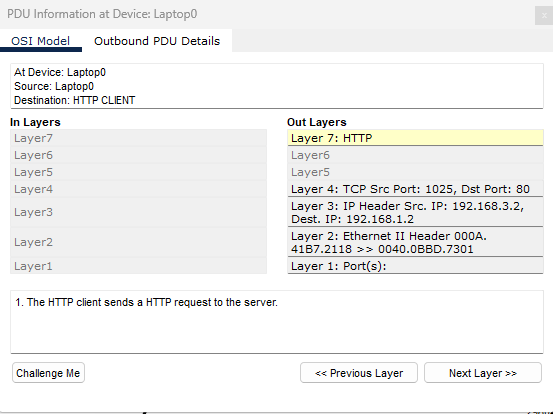 PDU Information at Device: Laptop0
OSI Model Outbound PDU Details
At Device: Laptop0
Source: Laptop0
Destination: HTTP CLIENT
In Layers
Layer7
Layer6
Layer5
Layer4
Layer3
Layer2
Layer1
Out Layers
Layer 7: HTTP
Layer6
Layer5
Layer 4: TCP Src Port: 1025, Dst Port: 80
Layer 3: IP Header Src. IP: 192.168.3.2,
Dest. IP: 192.168.1.2
Layer 2: Ethernet II Header 000A.
41B7.2118 >> 0040.0BBD.7301
Layer 1: Port(s):
1. The HTTP client sends a HTTP request to the server.
Challenge Me << Previous Layer Next Layer >>